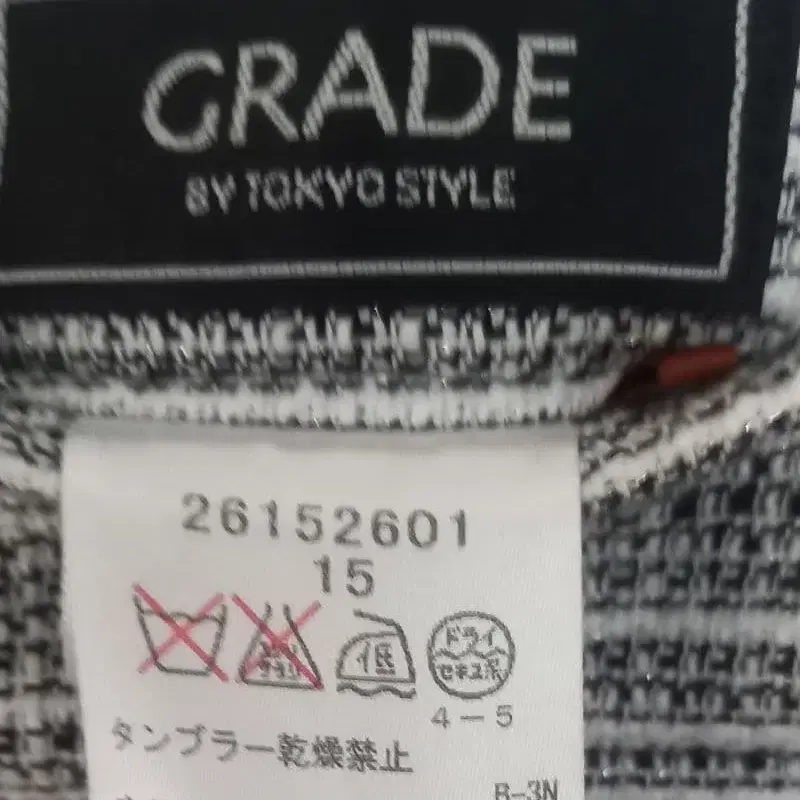 GRADE
BY TOKYO STYLE
26152601
15
低 ドライ
セキユ系
4-5
タンブラー乾燥禁止
B-3N